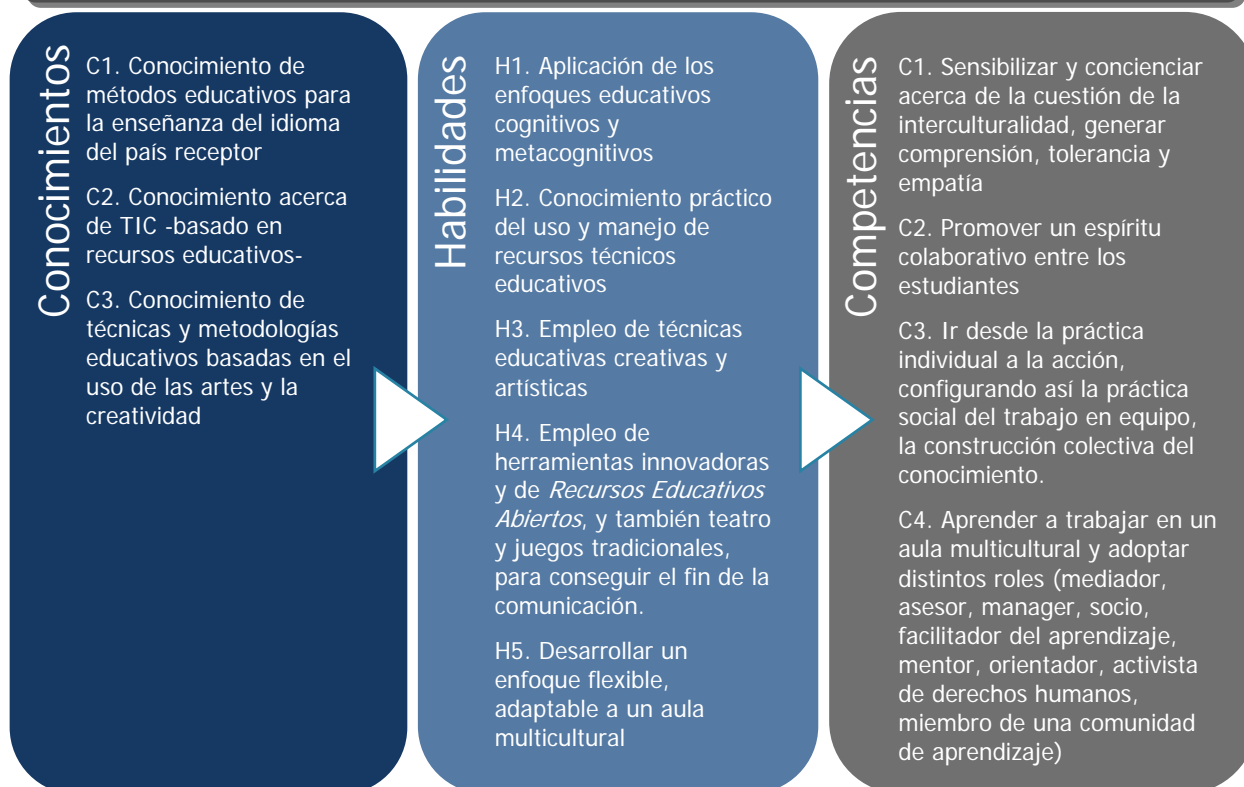 Conocimientos
C1. Conocimiento de
métodos educativos para
la enseñanza del idioma
del país receptor
C2. Conocimiento acerca
de TIC -basado en
recursos educativos-
C3. Conocimiento de
técnicas y metodologías
educativos basadas en el
uso de las artes y la
creatividad
Habilidades
H1. Aplicación de los
enfoques educativos
cognitivos y
metacognitivos
H2. Conocimiento práctico
del uso y manejo de
recursos técnicos
educativos
H3. Empleo de técnicas
educativas creativas y
artísticas
H4. Empleo de
herramientas innovadoras
y de Recursos Educativos
Abiertos, y también teatro
y juegos tradicionales,
para conseguir el fin de la
comunicación.
H5. Desarrollar un
enfoque flexible,
adaptable a un aula
multicultural
Competencias
C1. Sensibilizar y concienciar
acerca de la cuestión de la
interculturalidad, generar
comprensión, tolerancia y
empatía
C2. Promover un espíritu
colaborativo entre los
estudiantes
C3. Ir desde la práctica
individual a la acción,
configurando así la práctica
social del trabajo en equipo,
la construcción colectiva del
conocimiento.
C4. Aprender a trabajar en un
aula multicultural y adoptar
distintos roles (mediador,
asesor, manager, socio,
facilitador del aprendizaje,
mentor, orientador, activista
de derechos humanos,
miembro de una comunidad
de aprendizaje)